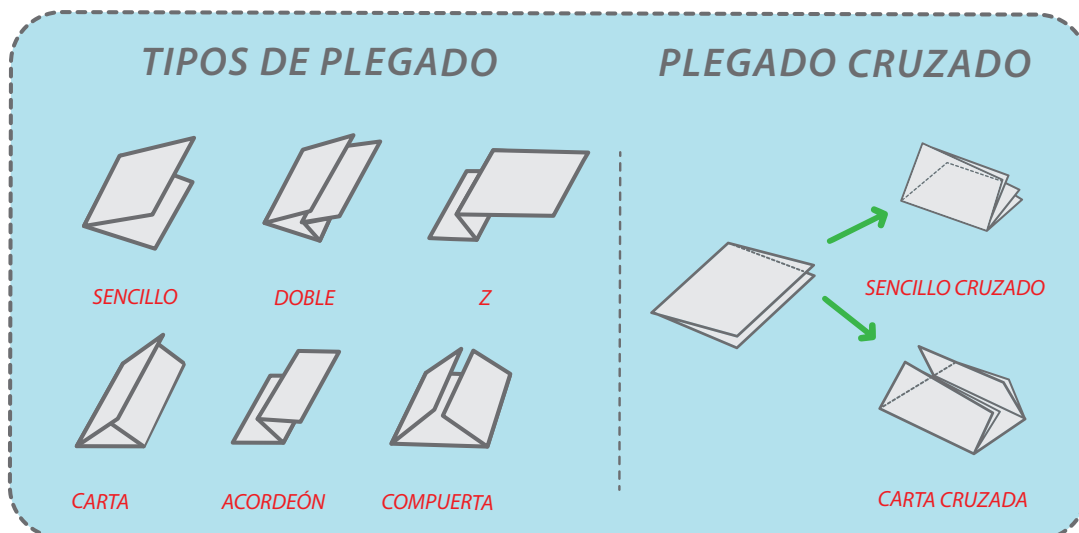 TIPOS DE PLEGADO
SENCILLO
DOBLE
Z
CARTA
ACORDEÓN
COMPUERTA
PLEGADO CRUZADO
SENCILLO CRUZADO
CARTA CRUZADA